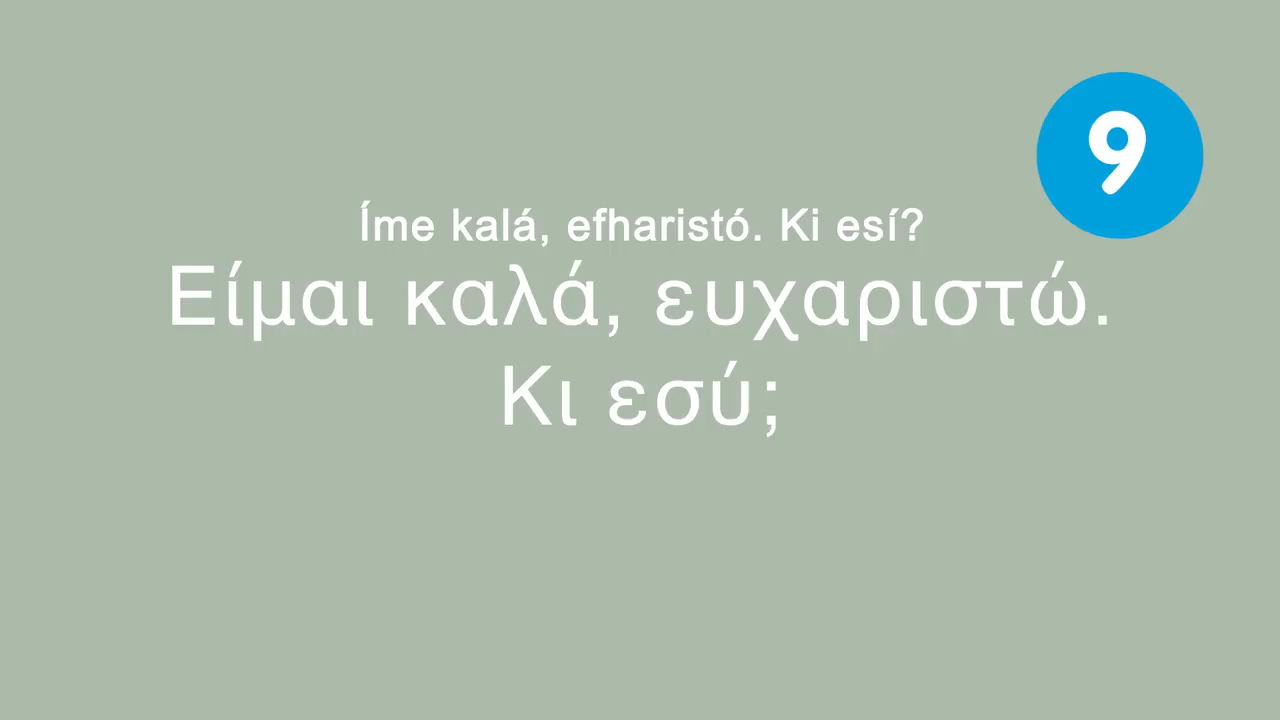 9
Íme kalá, efharistó. Ki esí?
Είμαι καλά, ευχαριστώ.
Κι εσύ;